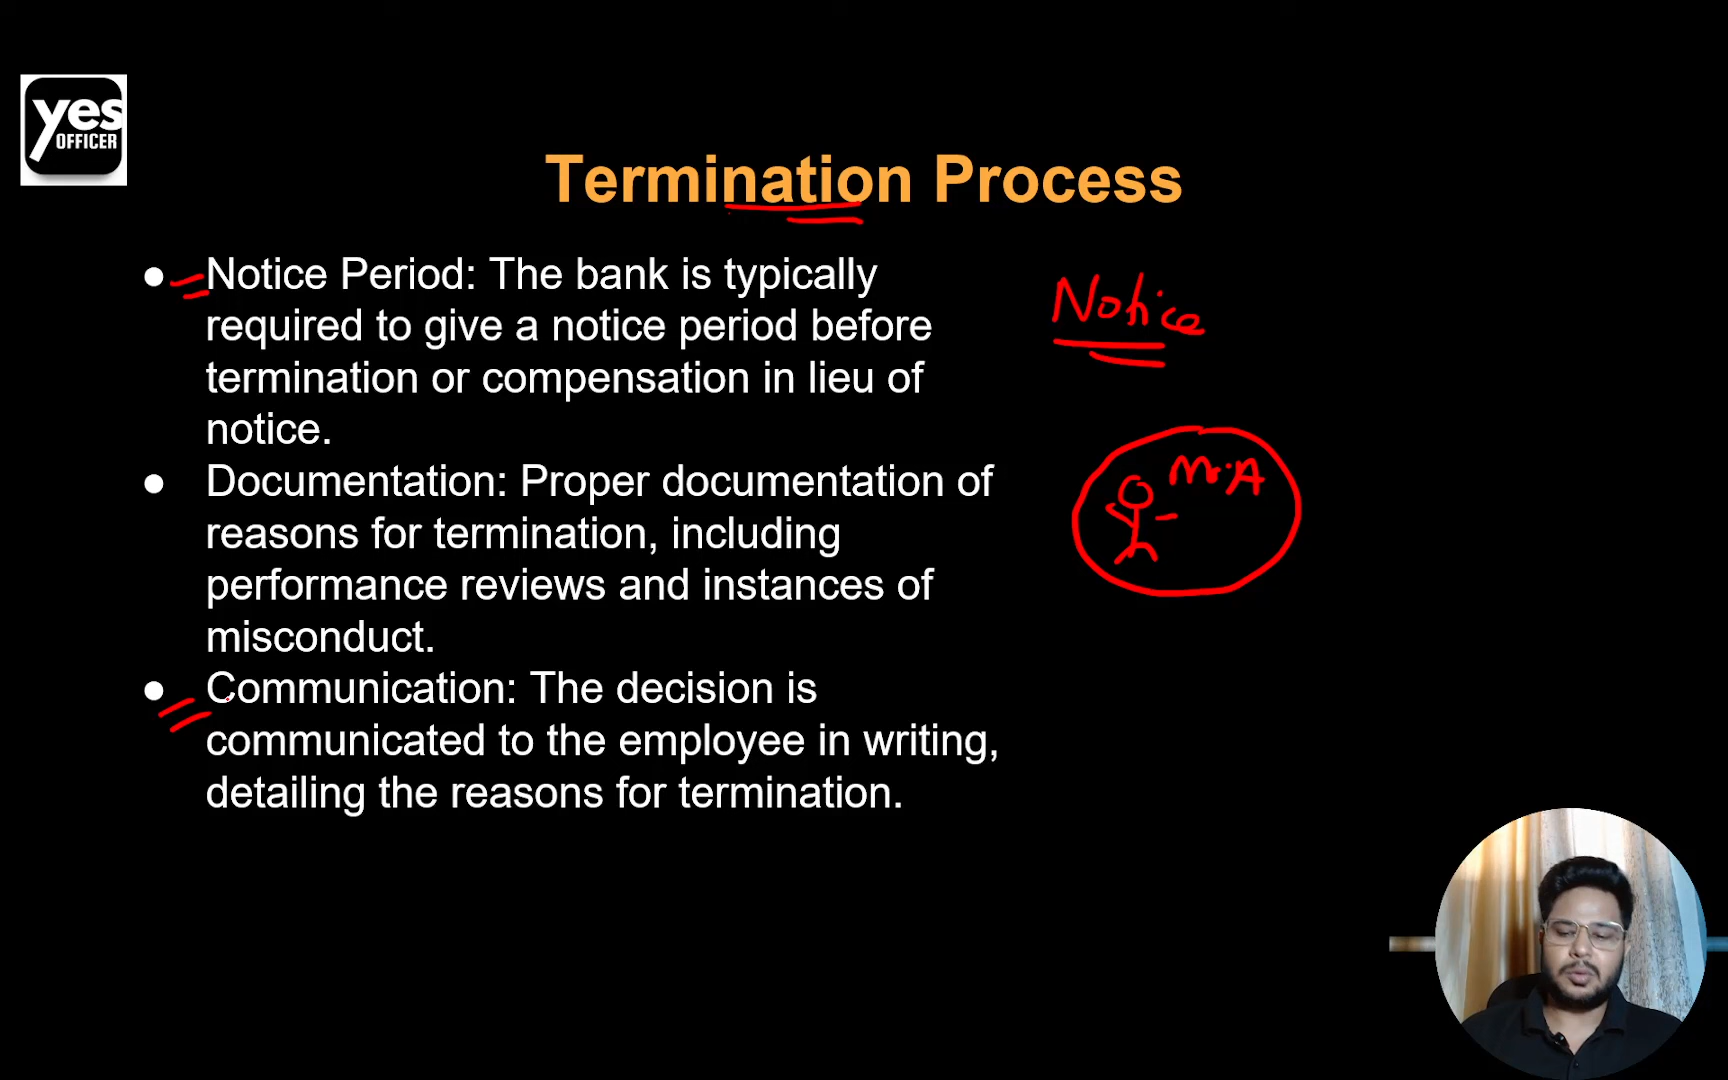 yes
OFFICER
Termination Process
● Notice Period: The bank is typically
required to give a notice period before
termination or compensation in lieu of
notice.
● Documentation: Proper documentation of
reasons for termination, including
performance reviews and instances of
misconduct.
● Communication: The decision is
communicated to the employee in writing,
detailing the reasons for termination.
Notice
Mr. A